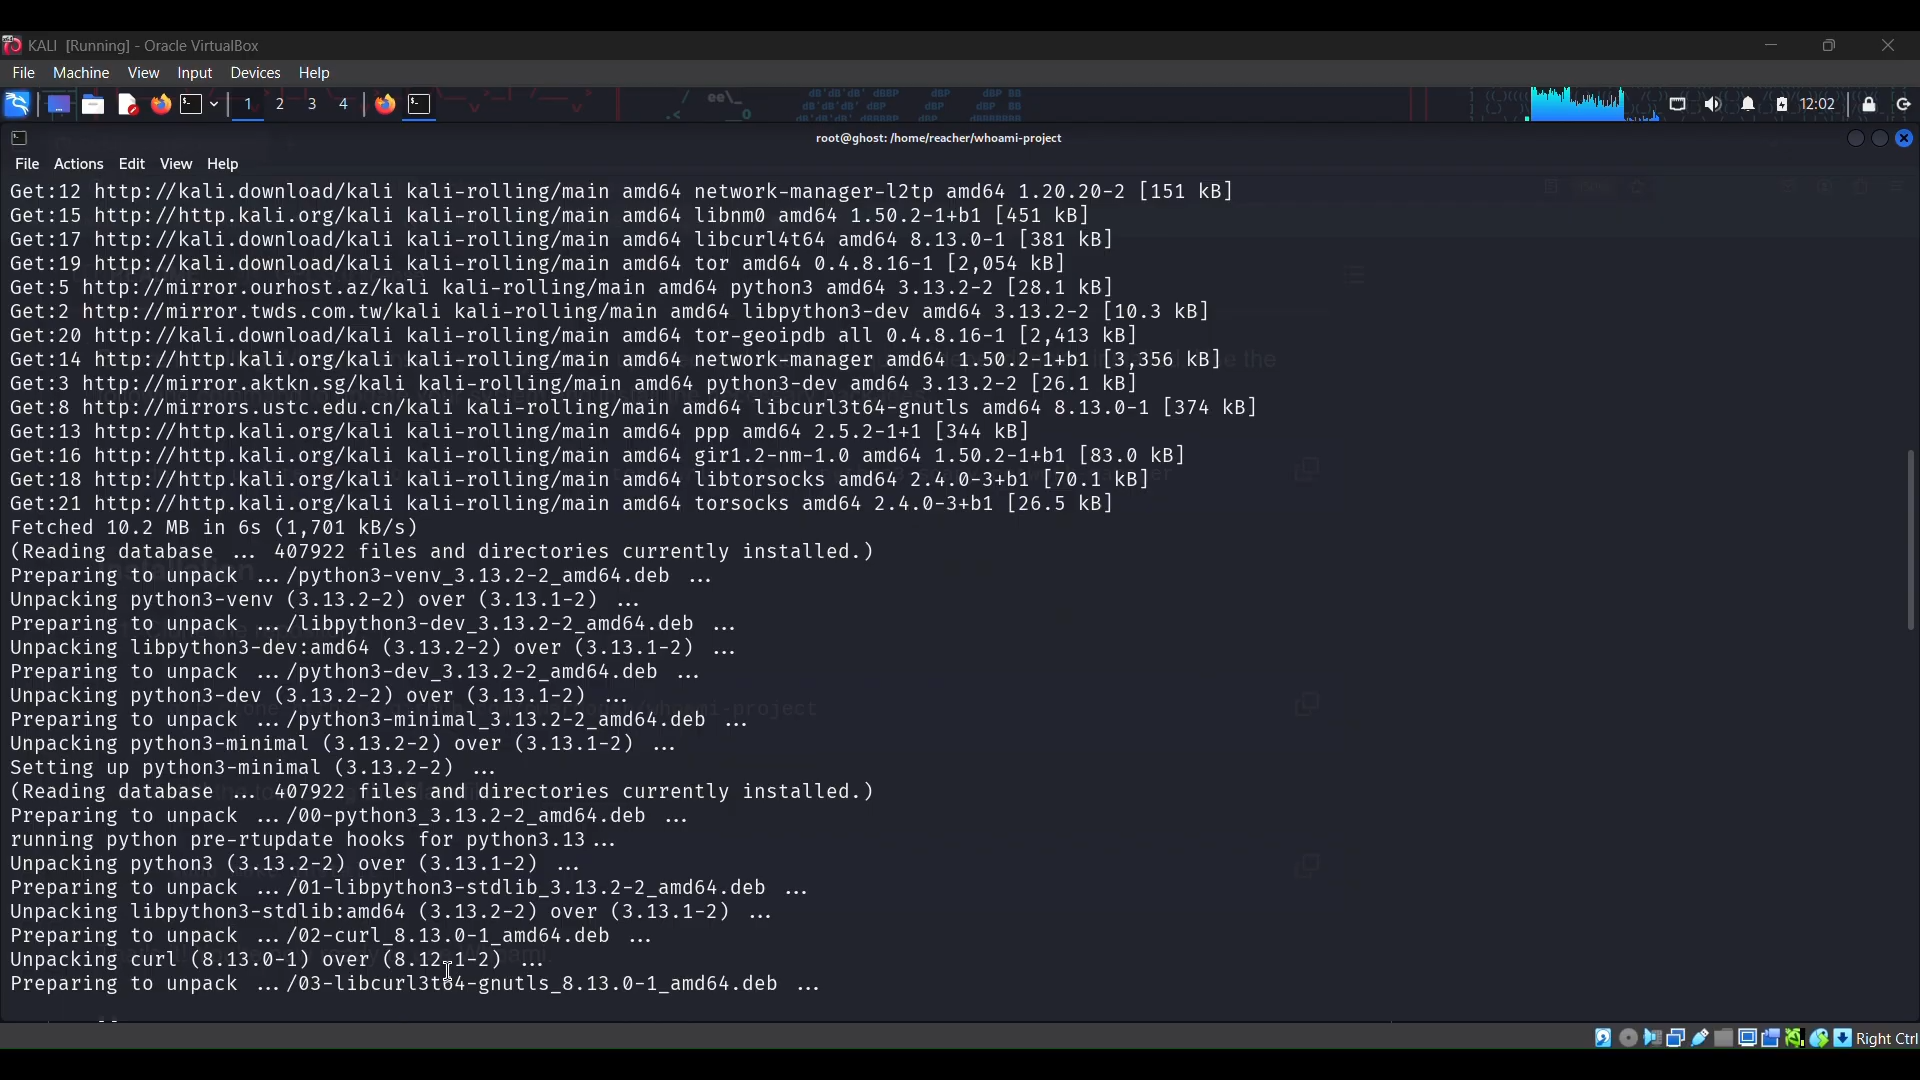 KALI [Running] - Oracle VirtualBox
File Machine View Input Devices Help
1 2 3 4 12:02
root@ghost: /home/reacher/whoami-project
File Actions Edit View Help
Get:12 http://kali.download/kali kali-rolling/main amd64 network-manager-l2tp amd64 1.20.20-2 [151 kB]
Get:15 http://http.kali.org/kali kali-rolling/main amd64 libnm0 amd64 1.50.2-1+b1 [451 kB]
Get:17 http://kali.download/kali kali-rolling/main amd64 libcurl4t64 amd64 8.13.0-1 [381 kB]
Get:19 http://kali.download/kali kali-rolling/main amd64 tor amd64 0.4.8.16-1 [2,054 kB]
Get:5 http://mirror.ourhost.az/kali kali-rolling/main amd64 python3 amd64 3.13.2-2 [28.1 kB]
Get:2 http://mirror.twds.com.tw/kali kali-rolling/main amd64 libpython3-dev amd64 3.13.2-2 [10.3 kB]
Get:20 http://kali.download/kali kali-rolling/main amd64 tor-geoipdb all 0.4.8.16-1 [2,413 kB]
Get:14 http://http.kali.org/kali kali-rolling/main amd64 network-manager amd64 1.50.2-1+b1 [3,356 kB]
Get:3 http://mirror.aktkn.sg/kali kali-rolling/main amd64 python3-dev amd64 3.13.2-2 [26.1 kB]
Get:8 http://mirrors.ustc.edu.cn/kali kali-rolling/main amd64 libcurl3t64-gnutls amd64 8.13.0-1 [374 kB]
Get:13 http://http.kali.org/kali kali-rolling/main amd64 ppp amd64 2.5.2-1+1 [344 kB]
Get:16 http://http.kali.org/kali kali-rolling/main amd64 gir1.2-nm-1.0 amd64 1.50.2-1+b1 [83.0 kB]
Get:18 http://http.kali.org/kali kali-rolling/main amd64 libtorsocks amd64 2.4.0-3+b1 [70.1 kB]
Get:21 http://http.kali.org/kali kali-rolling/main amd64 torsocks amd64 2.4.0-3+b1 [26.5 kB]
Fetched 10.2 MB in 6s (1,701 kB/s)
(Reading database ... 407922 files and directories currently installed.)
Preparing to unpack .../python3-venv_3.13.2-2_amd64.deb ...
Unpacking python3-venv (3.13.2-2) over (3.13.1-2) ...
Preparing to unpack .../libpython3-dev_3.13.2-2_amd64.deb ...
Unpacking libpython3-dev:amd64 (3.13.2-2) over (3.13.1-2) ...
Preparing to unpack .../python3-dev_3.13.2-2_amd64.deb ...
Unpacking python3-dev (3.13.2-2) over (3.13.1-2) ...
Preparing to unpack .../python3-minimal_3.13.2-2_amd64.deb ...
Unpacking python3-minimal (3.13.2-2) over (3.13.1-2) ...
Setting up python3-minimal (3.13.2-2) ...
(Reading database ... 407922 files and directories currently installed.)
Preparing to unpack .../00-python3_3.13.2-2_amd64.deb ...
running python pre-rtupdate hooks for python3.13...
Unpacking python3 (3.13.2-2) over (3.13.1-2) ...
Preparing to unpack .../01-libpython3-stdlib_3.13.2-2_amd64.deb ...
Unpacking libpython3-stdlib:amd64 (3.13.2-2) over (3.13.1-2) ...
Preparing to unpack .../02-curl_8.13.0-1_amd64.deb ...
Unpacking curl (8.13.0-1) over (8.12.1-2) ...
Preparing to unpack .../03-libcurl3t64-gnutls_8.13.0-1_amd64.deb ...
Right Ctrl